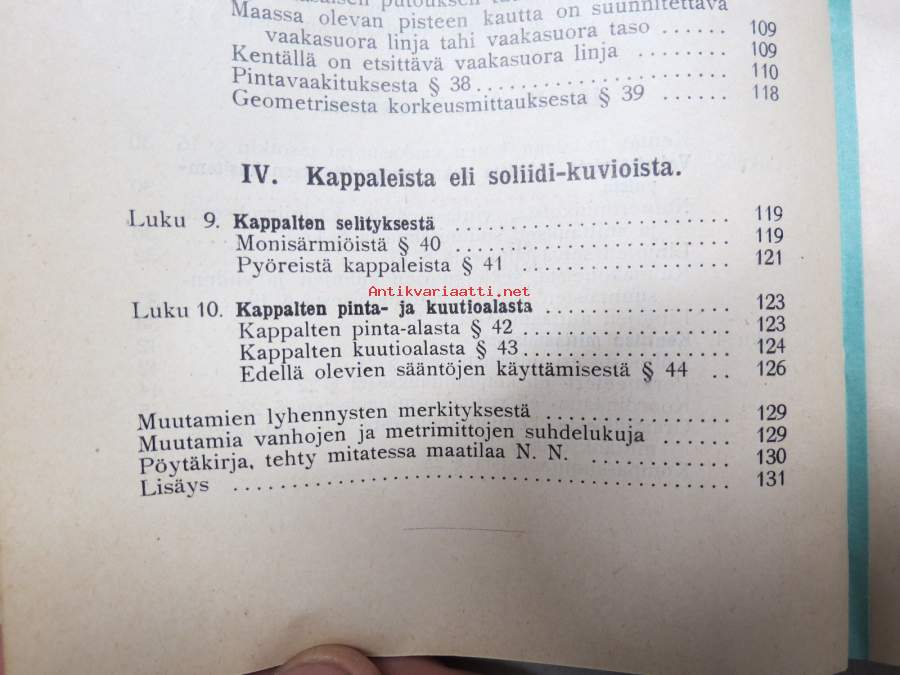 putouksen
Maassa olevan pisteen kautta on suunnitettava
vaakasuora linja tahi vaakasuora taso ...... 109
Kentällä on etsittävä vaakasuora linja ........ 109
Pintavaakituksesta § 38 ..................... 110
Geometrisesta korkeusmittauksesta § 39 ...... 118
IV. Kappaleista eli soliidi-kuvioista.
Luku 9. Kappalten selityksestä ....................... 119
Monisärmiöistä § 40 ........................ 119
Pyöreistä kappaleista § 41 ................. 121
Antikvariaatti.net
Luku 10. Kappalten pinta- ja kuutioalasta ............... 123
Kappalten pinta-alasta § 42 ................. 123
Kappalten kuutioalasta § 43 ................. 124
Edellä olevien sääntöjen käyttämisestä § 44 .. 126
Muutamien lyhennysten merkityksestä ............... 129
Muutamia vanhojen ja metrimittojen suhdelukuja ...... 129
Pöytäkirja, tehty mitatessa maatilaa N. N. ............ 130
Lisäys ......................................... 131